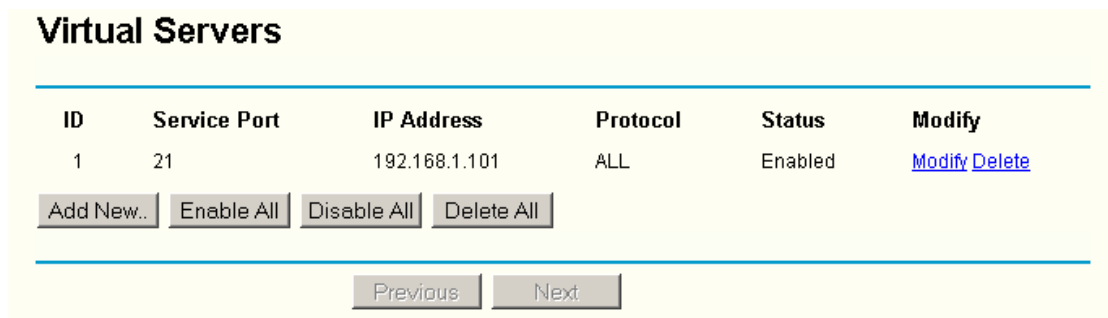 Virtual Servers
ID Service Port IP Address Protocol Status Modify
1 21 192.168.1.101 ALL Enabled Modify Delete
Add New.. Enable All Disable All Delete All
Previous Next